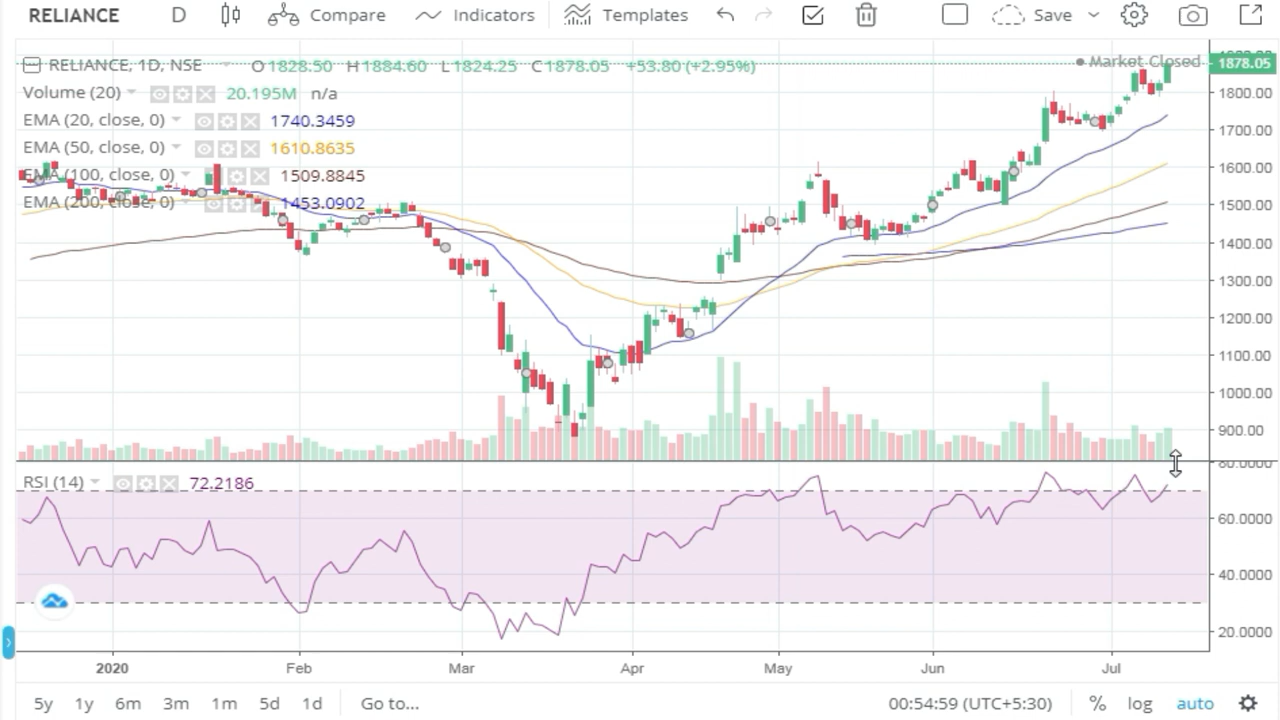 RELIANCE D Compare Indicators Templates Save
RELIANCE, 1D, NSE O 1828.50 H 1884.60 L 1824.25 C 1878.05 +53.80 (+2.95%) Market Closed 1878.05
Volume (20) 20.195M n/a
1800.00
EMA (20, close, 0) 1740.3459
1700.00
EMA (50, close, 0) 1610.8635
1600.00
EMA (100, close, 0) 1509.8845
EMA (200, close, 0) 1453.0902
1500.00
1400.00
1300.00
1200.00
1100.00
1000.00
900.00
80.0000
RSI (14) 72.2186
60.0000
40.0000
20.0000
2020 Feb Mar Apr May Jun Jul
5y 1y 6m 3m 1m 5d 1d Go to... 00:54:59 (UTC+5:30) % log auto